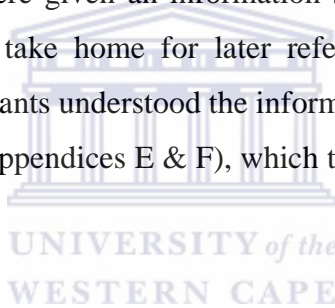 ere given an information
take home for later refe
ants understood the inform
appendices E & F), which t
UNIVERSITY of the
WESTERN CAPE